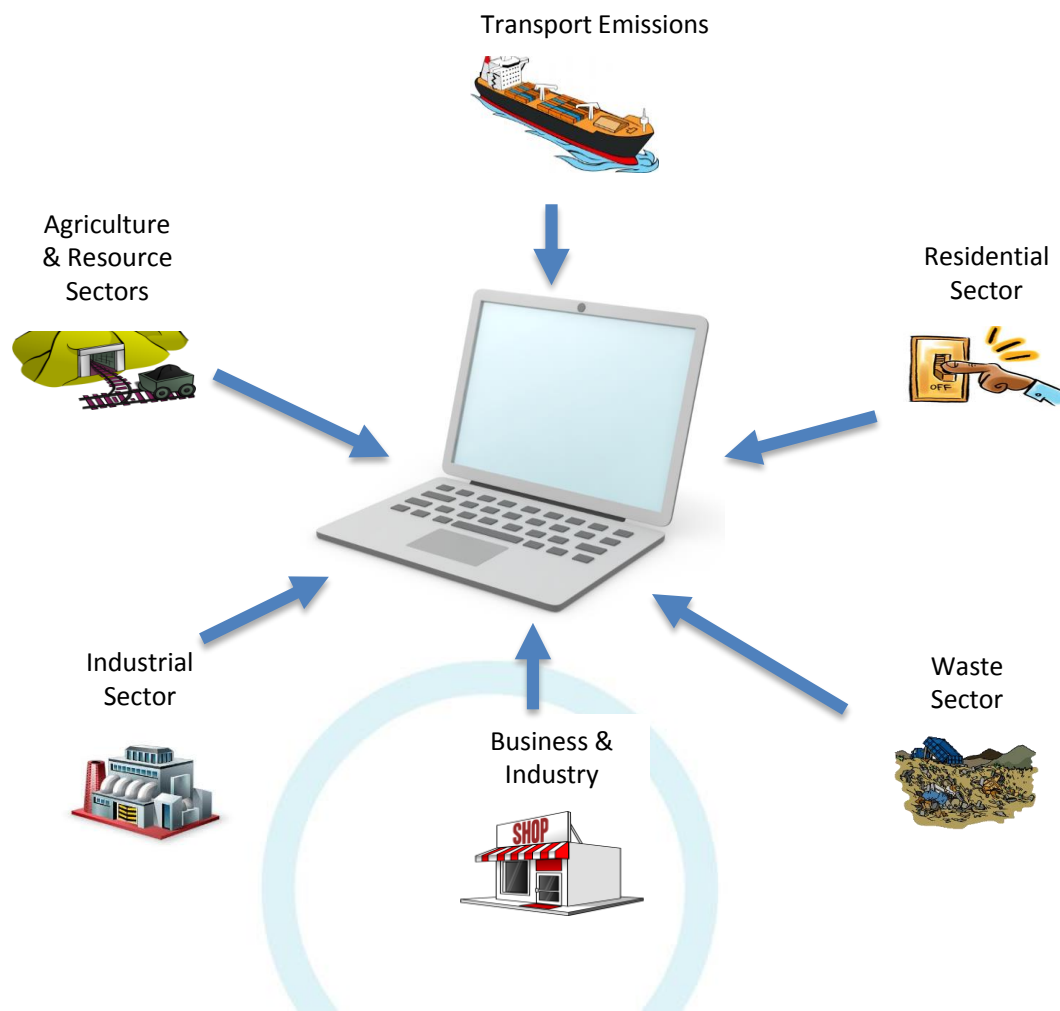 Transport Emissions
Agriculture
& Resource
Sectors
Residential
Sector
OFF
Industrial
Sector
Business &
Industry
SHOP
Waste
Sector